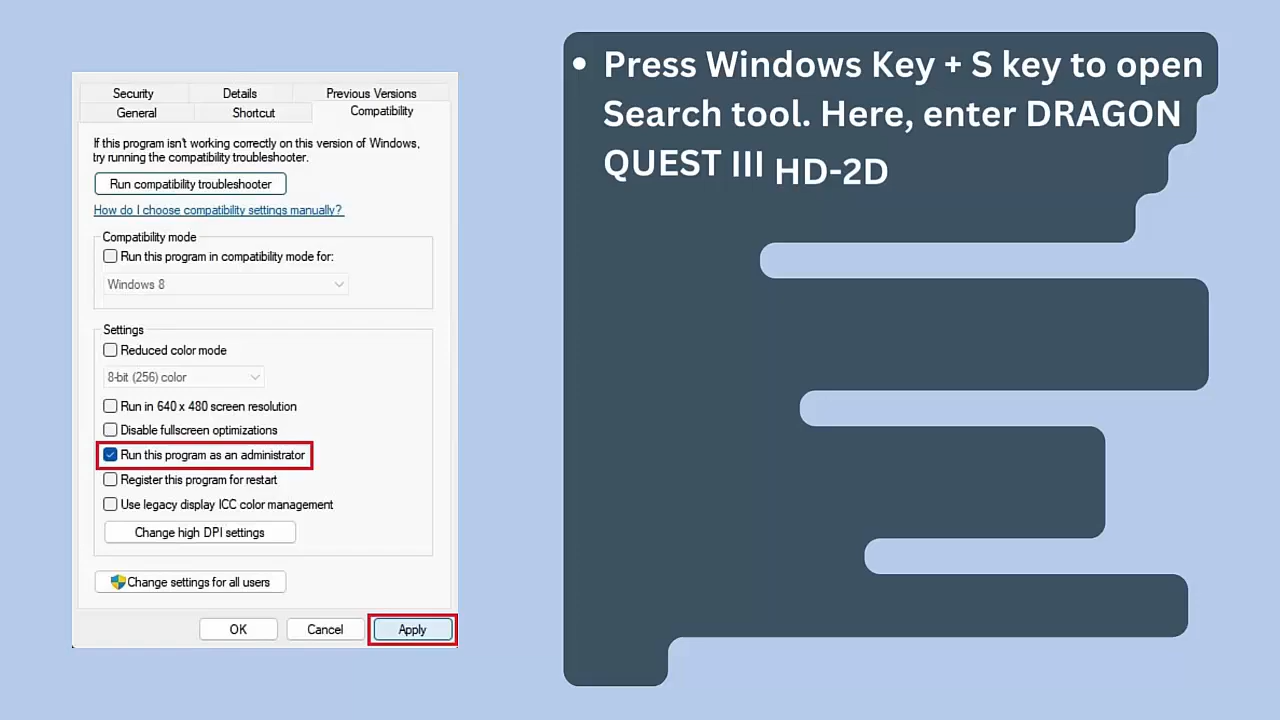 Security Details Previous Versions
General Shortcut Compatibility
If this program isn't working correctly on this version of Windows,
try running the compatibility troubleshooter.
Run compatibility troubleshooter
How do I choose compatibility settings manually?
Compatibility mode
Run this program in compatibility mode for:
Windows 8
Settings
Reduced color mode
8-bit (256) color
Run in 640 x 480 screen resolution
Disable fullscreen optimizations
Run this program as an administrator
Register this program for restart
Use legacy display ICC color management
Change high DPI settings
Change settings for all users
OK Cancel Apply
• Press Windows Key + S key to open
Search tool. Here, enter DRAGON
QUEST III HD-2D